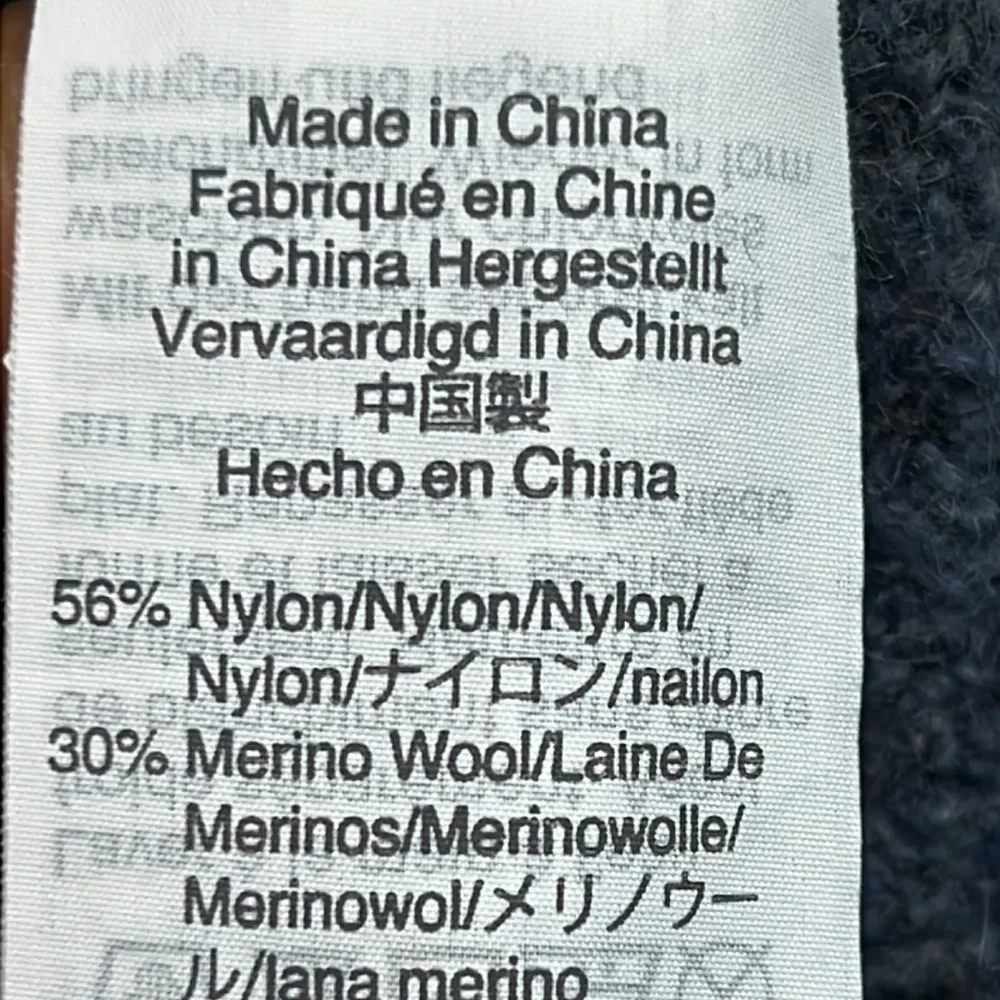 Made in China
Fabriqué en Chine
in China Hergestellt
Vervaardigd in China
中国製
Hecho en China
56% Nylon/Nylon/Nylon/
Nylon/ナイロン/nailon
30% Merino Wool/Laine De
Merinos/Merinowolle/
Merinowol/メリノウー
ル/lana merino